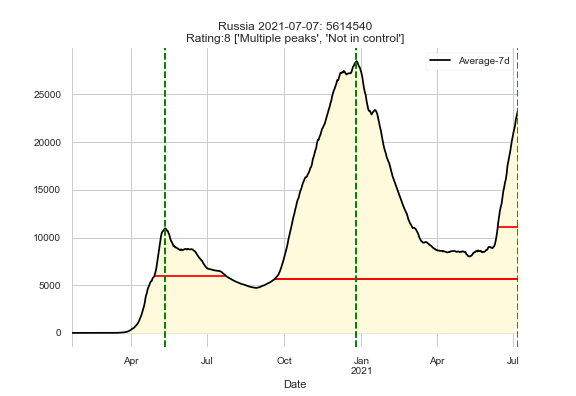 Russia 2021-07-07: 5614540
Rating:8 ['Multiple peaks', 'Not in control']
Average-7d
25000
20000
15000
10000
5000
0
Apr
Jul
Oct
Jan
2021
Apr
Jul
Date